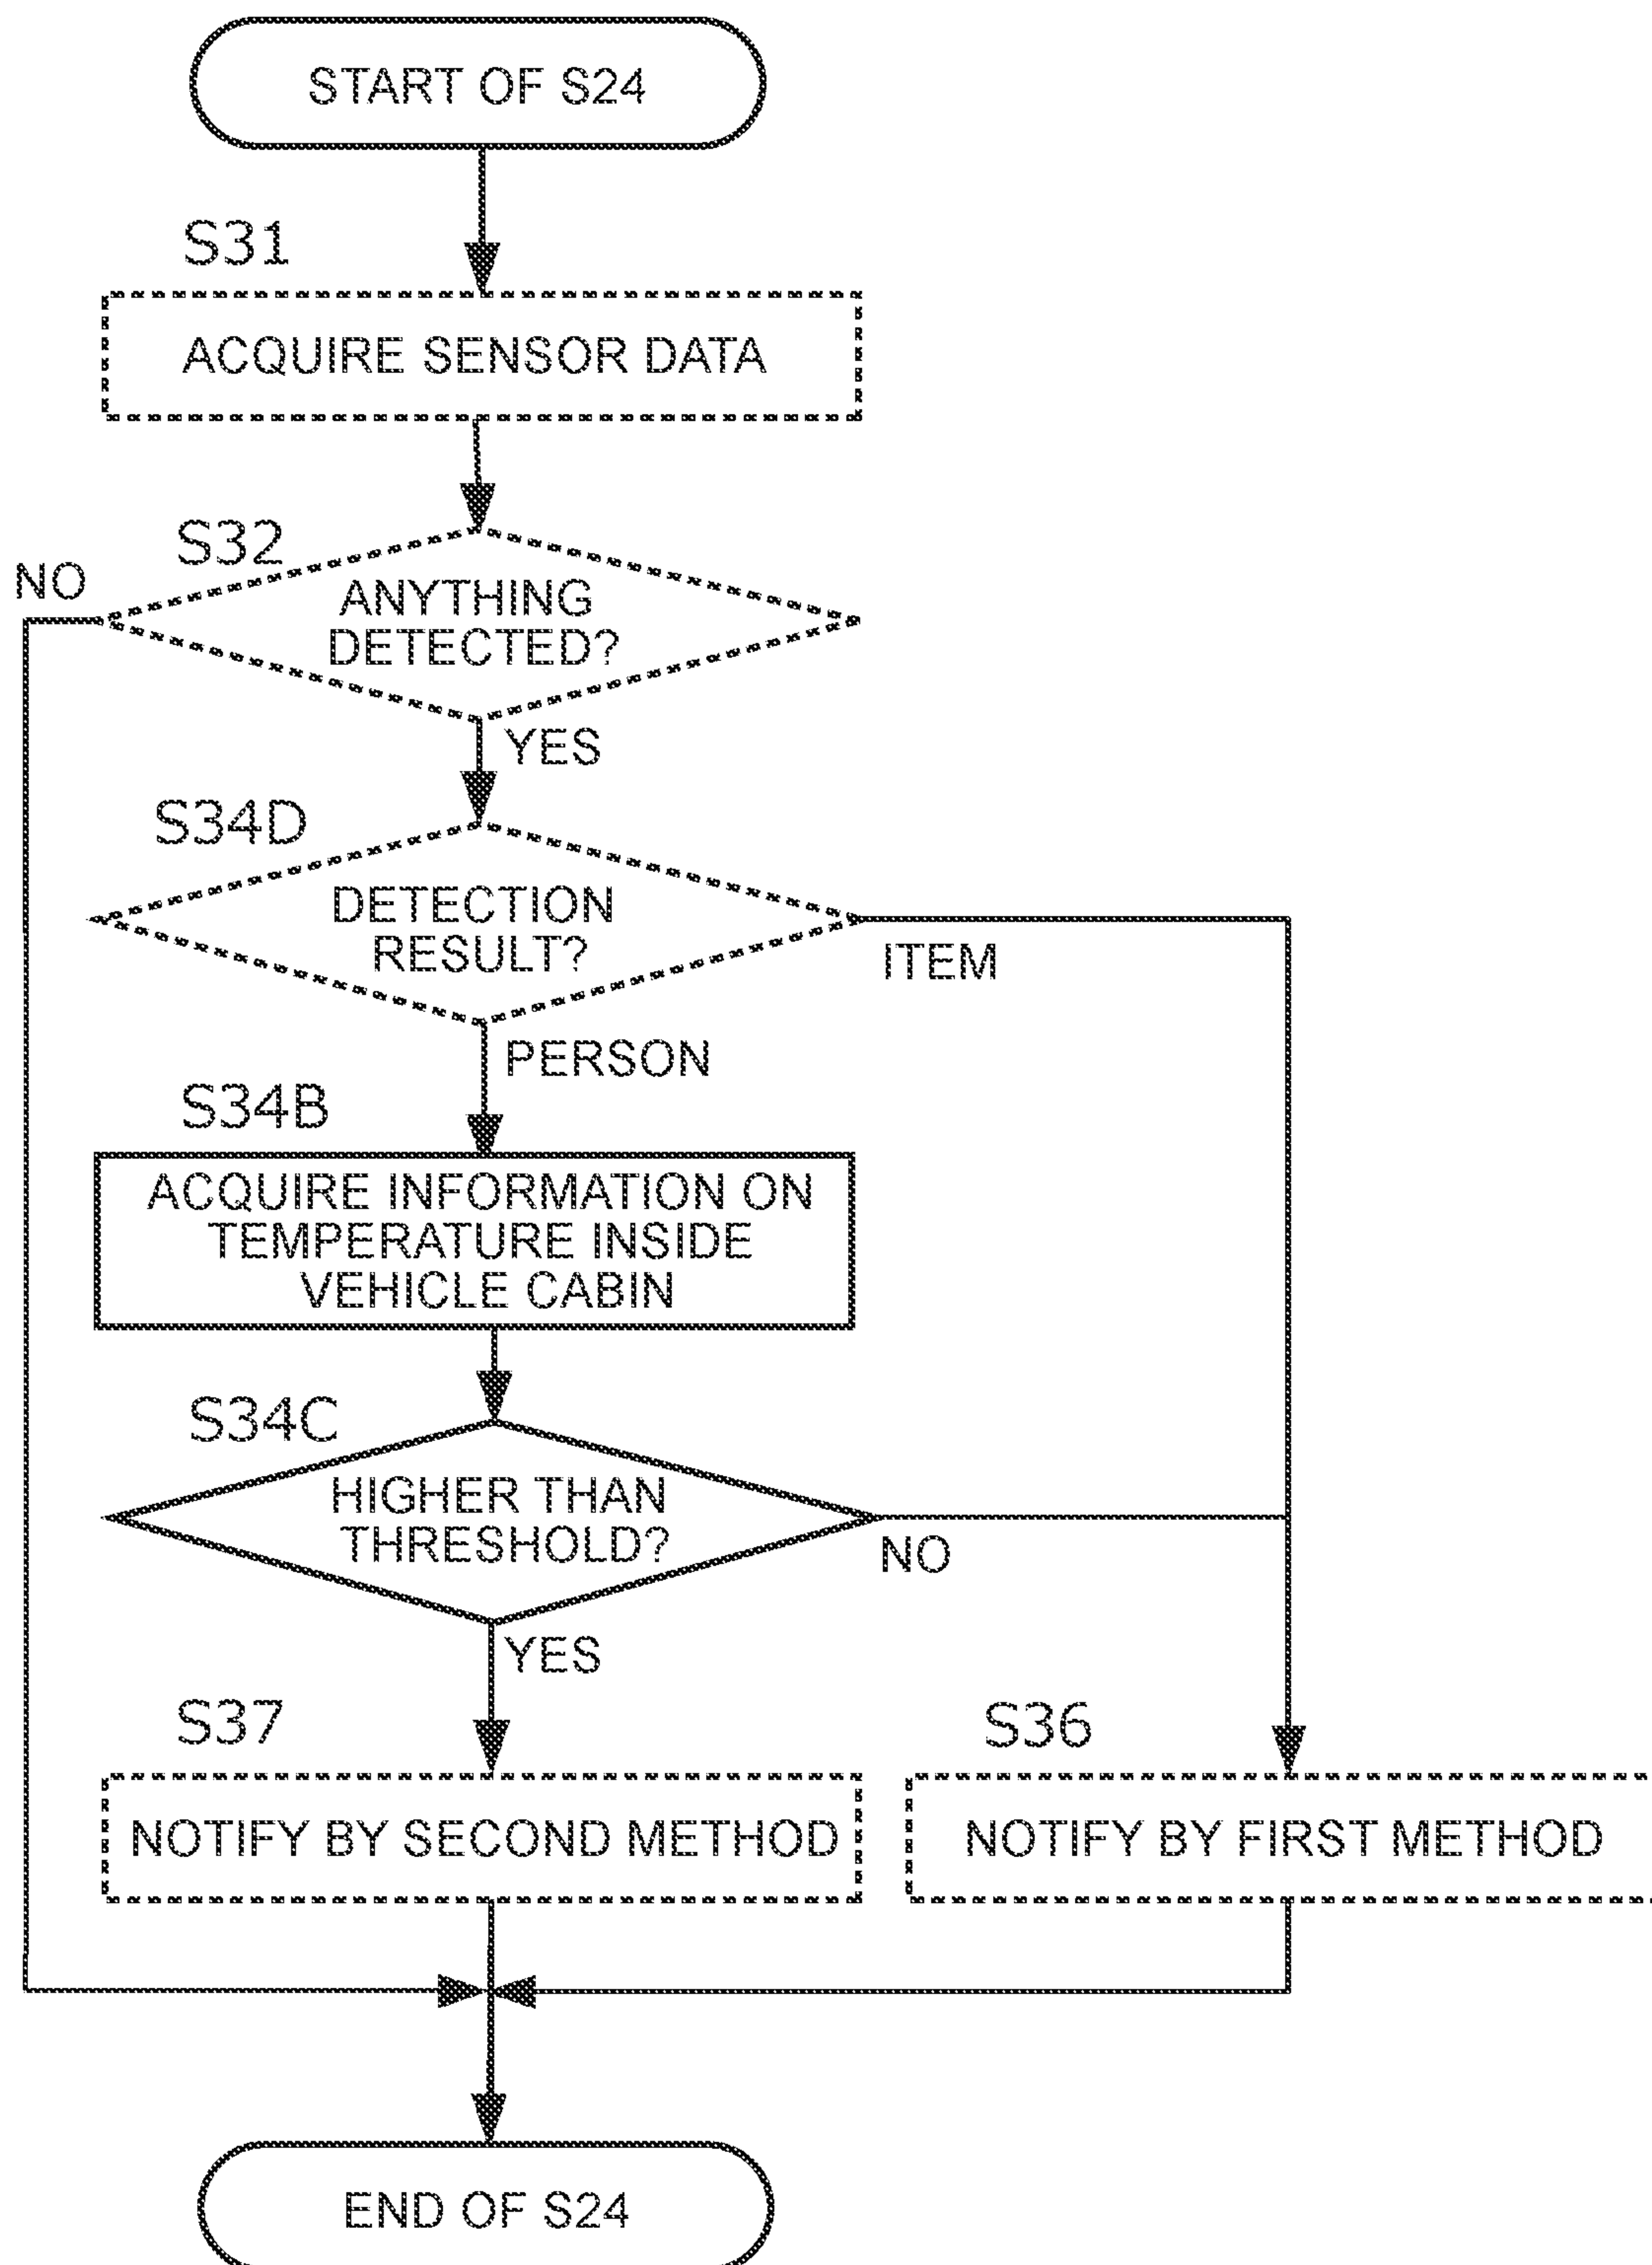 START OF S24
S31
ACQUIRE SENSOR DATA
S32
NO
ANYTHING
DETECTED?
YES
S34D
DETECTION
RESULT?
ITEM
PERSON
S34B
ACQUIRE INFORMATION ON
TEMPERATURE INSIDE
VEHICLE CABIN
S34C
HIGHER THAN
THRESHOLD?
NO
YES
S37
S36
NOTIFY BY SECOND METHOD
NOTIFY BY FIRST METHOD
END OF S24